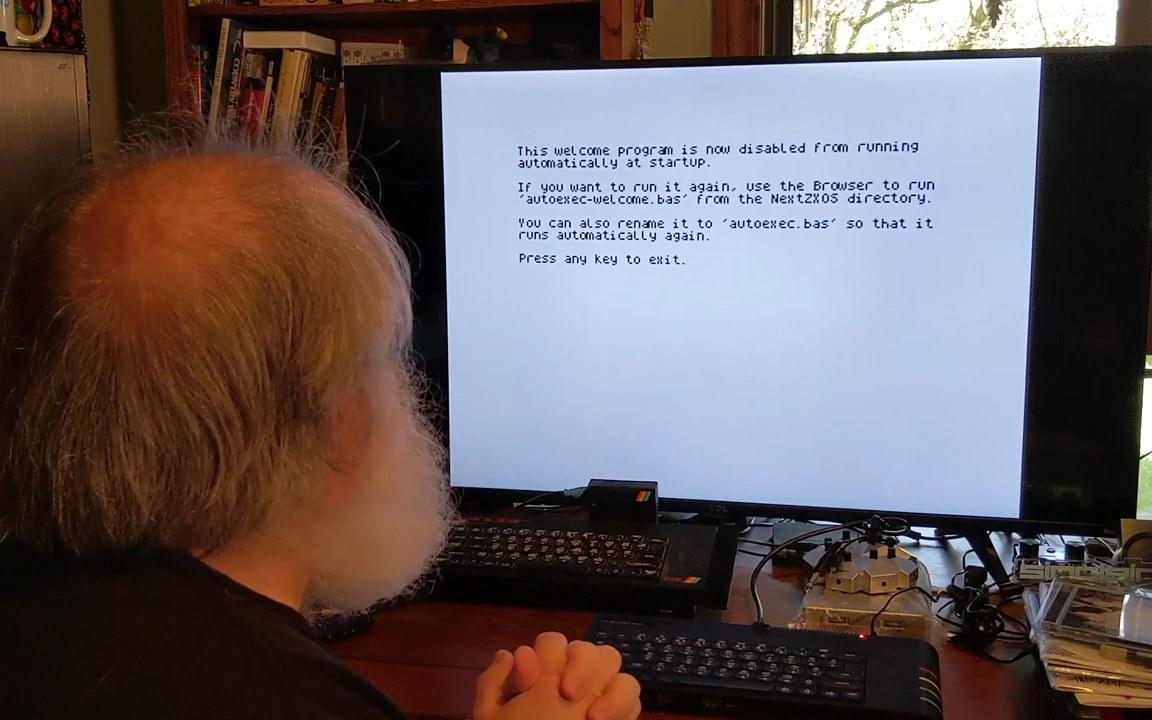 This welcome program is now disabled from running
automatically at startup.
If you want to run it again, use the Browser to run
'autoexec-welcome.bas' from the NextZXOS directory.
You can also rename it to 'autoexec.bas' so that it
runs automatically again.
Press any key to exit.
TCL